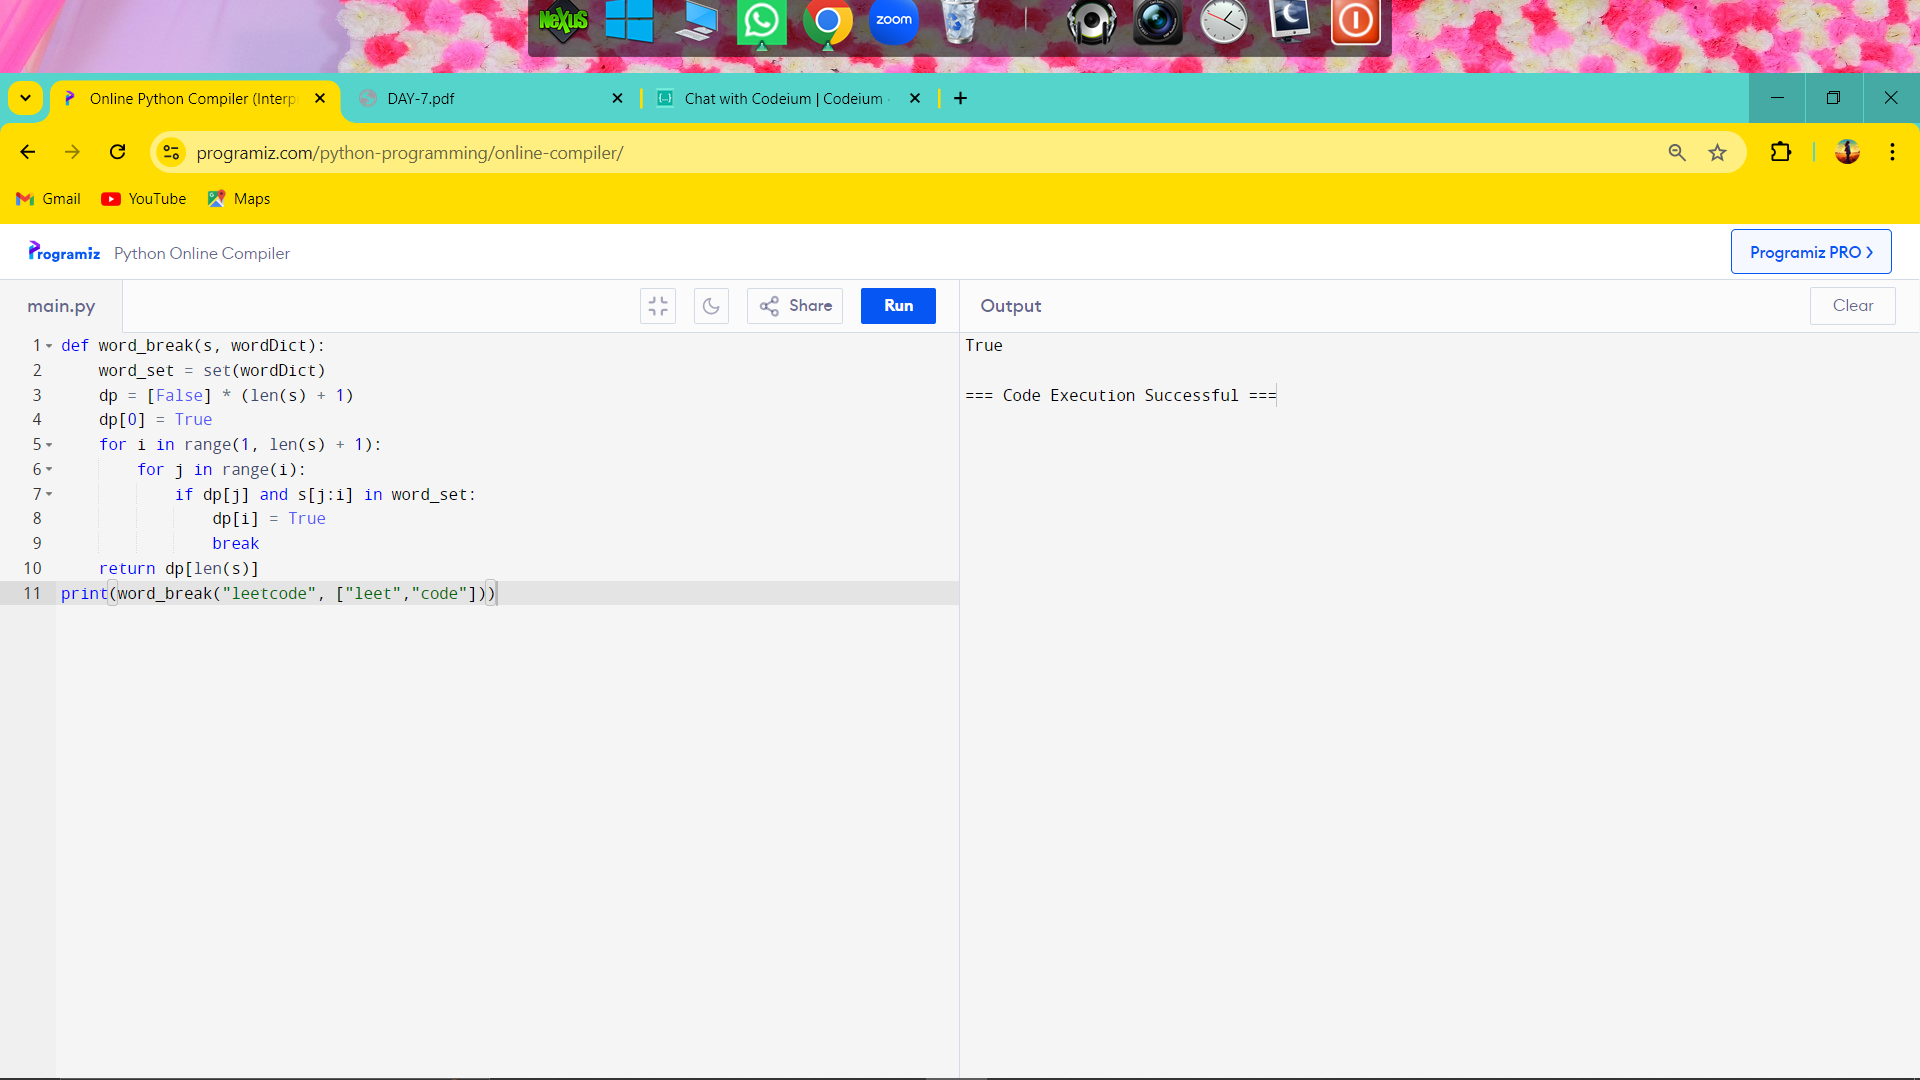 NeXuS
zoom
Online Python Compiler (Interp
DAY-7.pdf
Chat with Codeium | Codeium
programiz.com/python-programming/online-compiler/
Gmail
YouTube
Maps
Programiz
Python Online Compiler
Programiz PRO ›
main.py
Share
Run
Output
Clear
1 def word_break(s, wordDict):
2     word_set = set(wordDict)
3     dp = [False] * (len(s) + 1)
4     dp[0] = True
5     for i in range(1, len(s) + 1):
6         for j in range(i):
7             if dp[j] and s[j:i] in word_set:
8                 dp[i] = True
9                 break
10     return dp[len(s)]
11 print(word_break("leetcode", ["leet","code"]))
True
=== Code Execution Successful ===